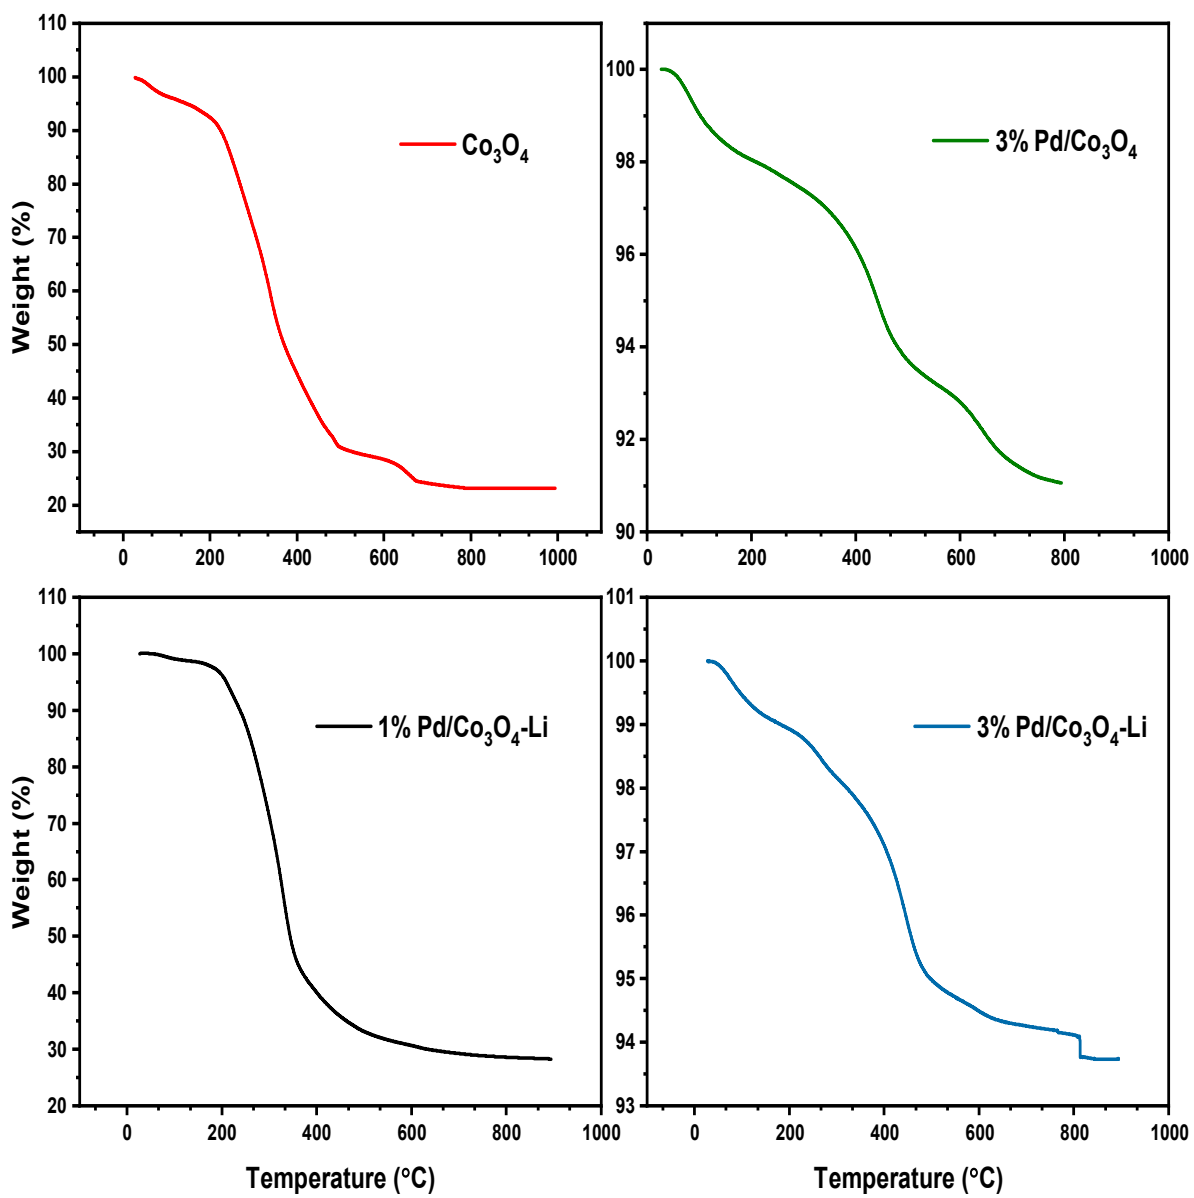 110
100
90
80
70
60
50
40
30
20
0 200 400 600 800 1000
Weight (%)
Co₃O₄
100
98
96
94
92
90
0 200 400 600 800 1000
3% Pd/Co₃O₄
110
100
90
80
70
60
50
40
30
20
0 200 400 600 800 1000
Weight (%)
Temperature (°C)
1% Pd/Co₃O₄-Li
101
100
99
98
97
96
95
94
93
0 200 400 600 800 1000
Temperature (°C)
3% Pd/Co₃O₄-Li